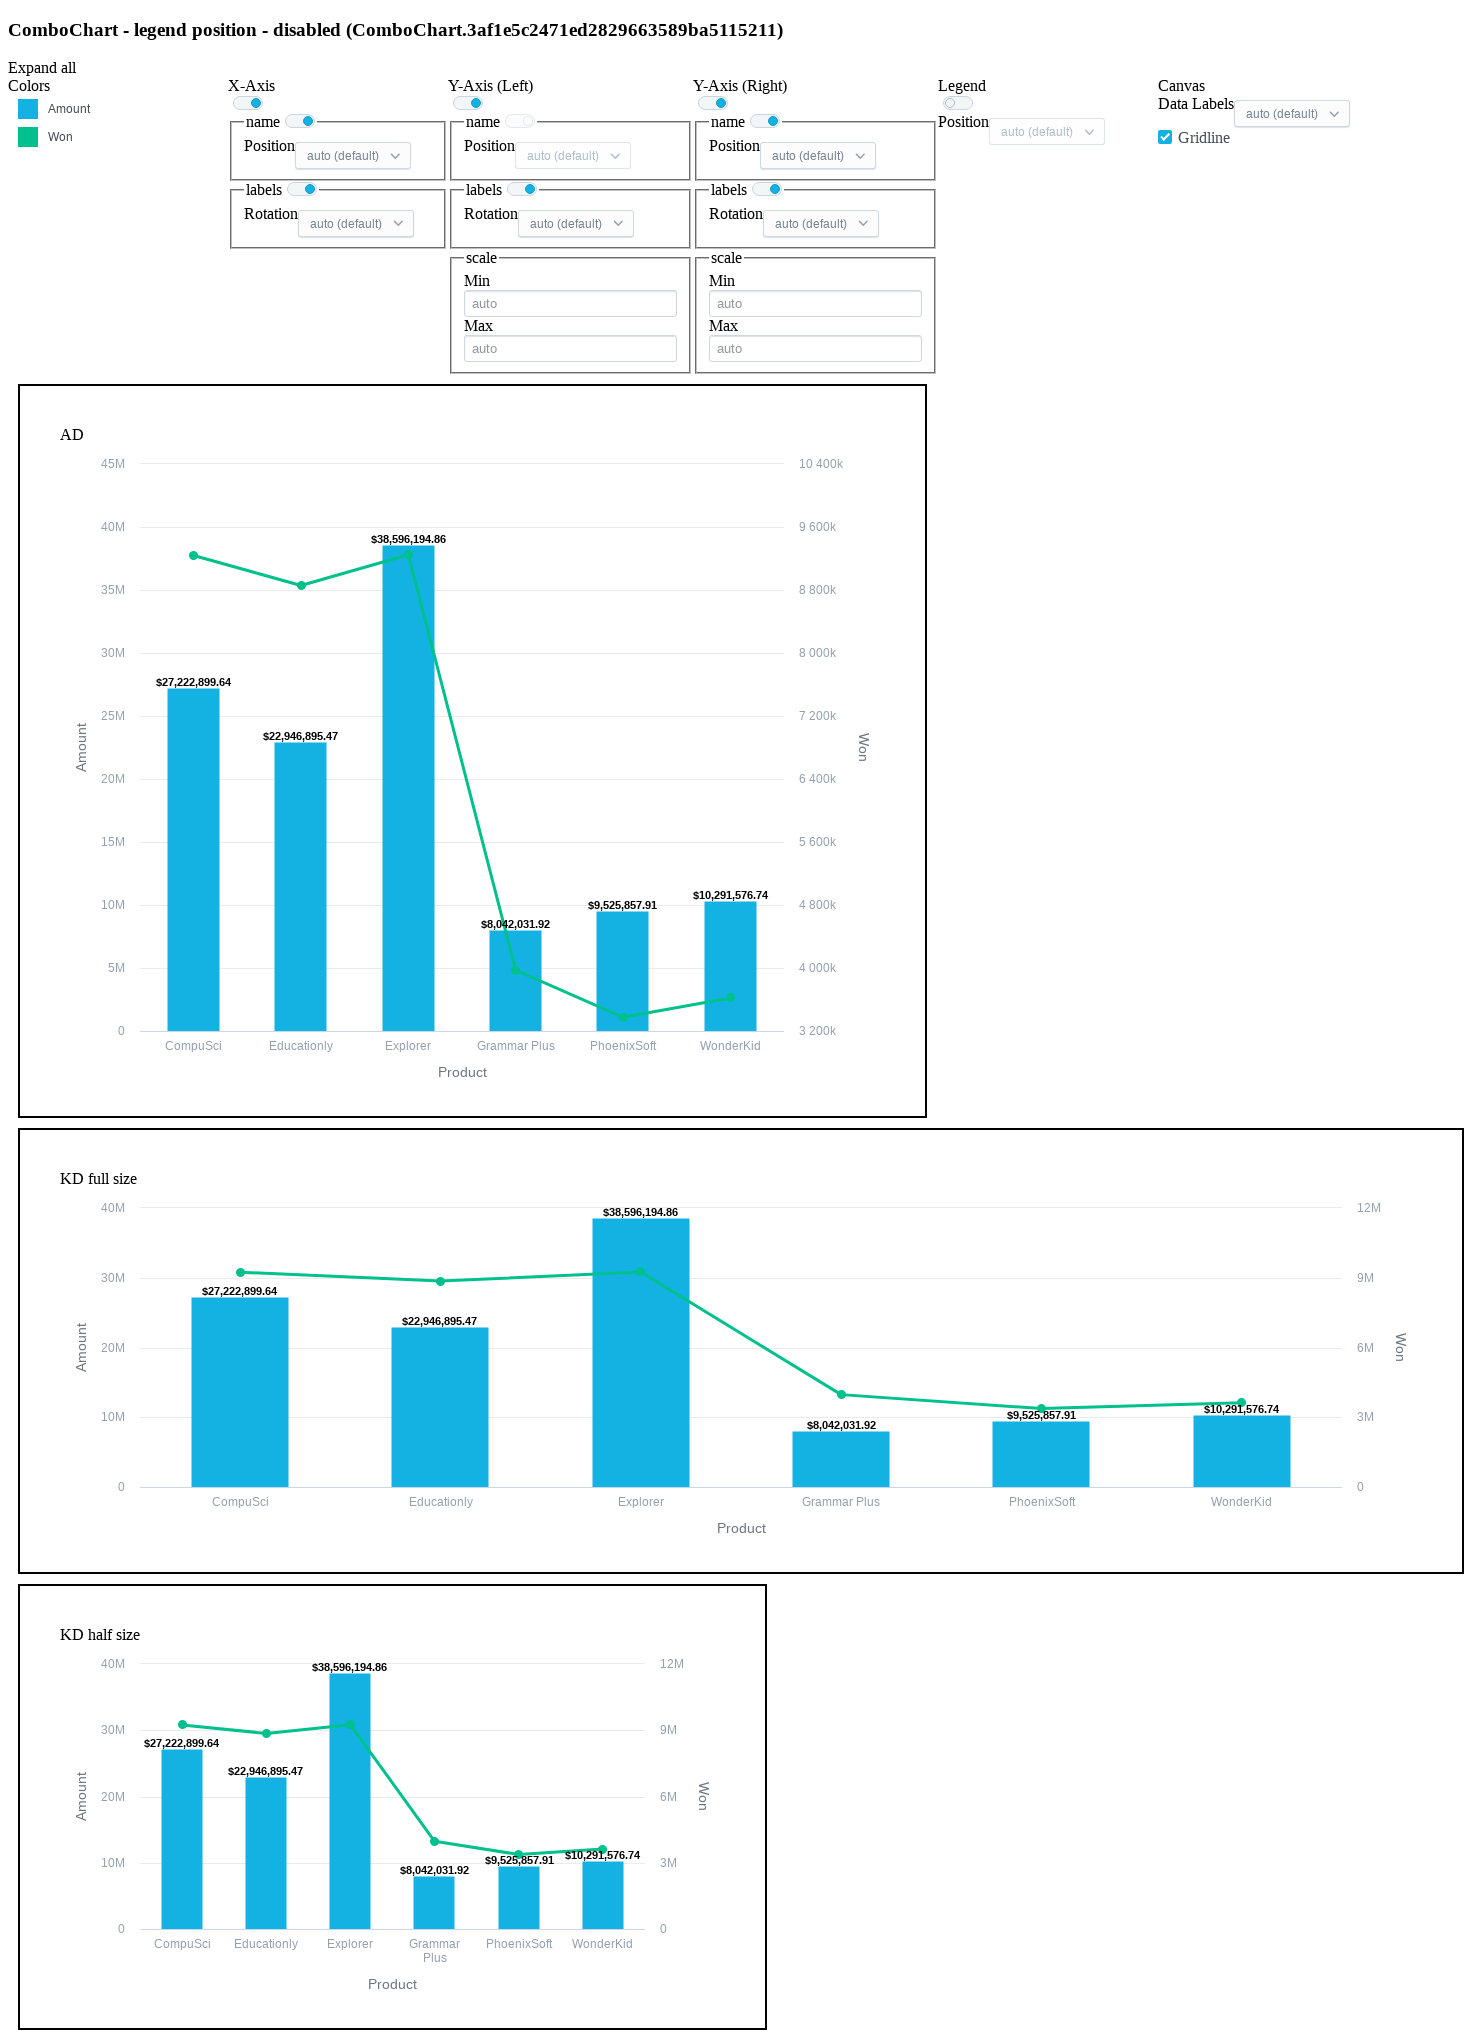 ComboChart - legend position - disabled (ComboChart.3af1e5c2471ed2829663589ba5115211)
Expand all
Colors
Amount
Won
X-Axis
name
Position auto (default)
labels
Rotation auto (default)
Y-Axis (Left)
name
Position auto (default)
labels
Rotation auto (default)
scale
Min
auto
Max
auto
Y-Axis (Right)
name
Position auto (default)
labels
Rotation auto (default)
scale
Min
auto
Max
auto
Legend
Position auto (default)
Canvas
Data Labels auto (default)
Gridline
AD
45M 10 400k
40M 9 600k
$38,596,194.86
35M 8 800k
30M 8 000k
$27,222,899.64
25M 7 200k
$22,946,895.47
Amount
Won
20M 6 400k
15M 5 600k
$10,291,576.74
10M $9,525,857.91 4 800k
$8,042,031.92
5M 4 000k
0 3 200k
CompuSci Educationly Explorer Grammar Plus PhoenixSoft WonderKid
Product
KD full size
40M 12M
$38,596,194.86
30M 9M
$27,222,899.64
$22,946,895.47
Amount
Won
20M 6M
$10,291,576.74
10M $9,525,857.91 3M
$8,042,031.92
0 0
CompuSci Educationly Explorer Grammar Plus PhoenixSoft WonderKid
Product
KD half size
40M 12M
$38,596,194.86
30M 9M
$27,222,899.64
$22,946,895.47
Amount
Won
20M 6M
$10,291,576.74
10M $9,525,857.91 3M
$8,042,031.92
0 0
CompuSci Educationly Explorer Grammar PhoenixSoft WonderKid
Plus
Product